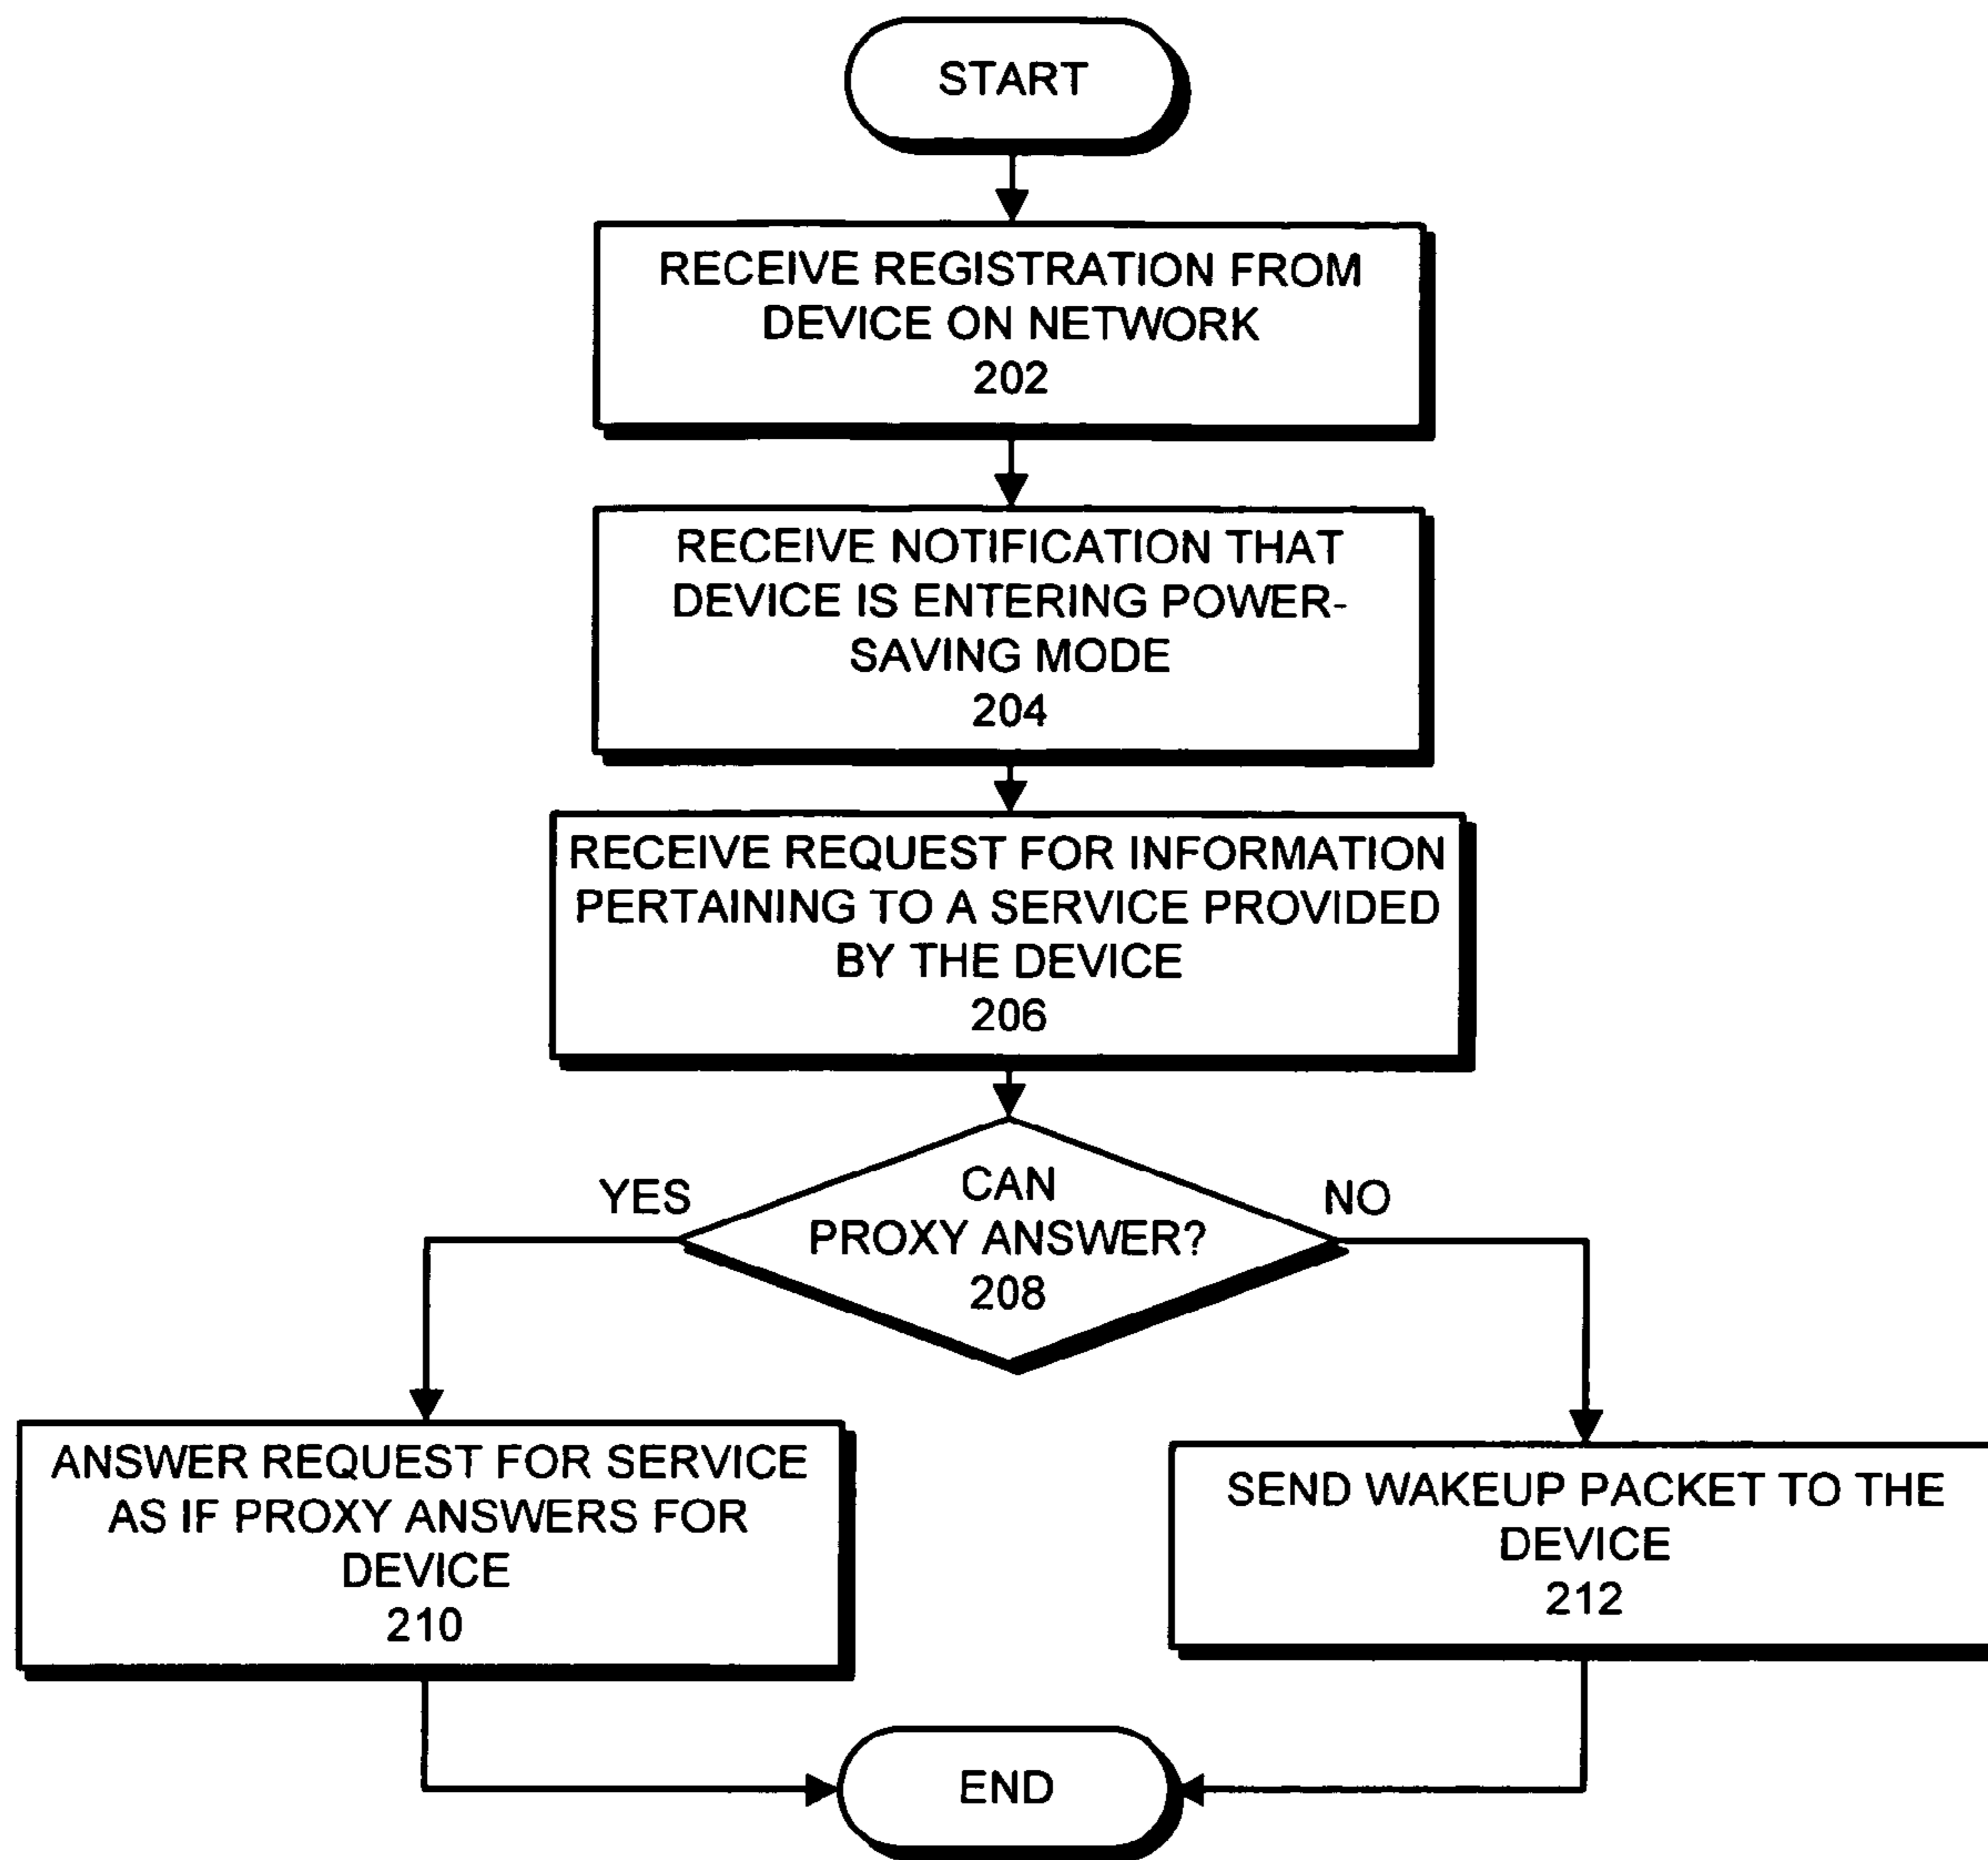 START
RECEIVE REGISTRATION FROM
DEVICE ON NETWORK
202
RECEIVE NOTIFICATION THAT
DEVICE IS ENTERING POWER-
SAVING MODE
204
RECEIVE REQUEST FOR INFORMATION
PERTAINING TO A SERVICE PROVIDED
BY THE DEVICE
206
CAN
PROXY ANSWER?
208
YES
NO
ANSWER REQUEST FOR SERVICE
AS IF PROXY ANSWERS FOR
DEVICE
210
SEND WAKEUP PACKET TO THE
DEVICE
212
END